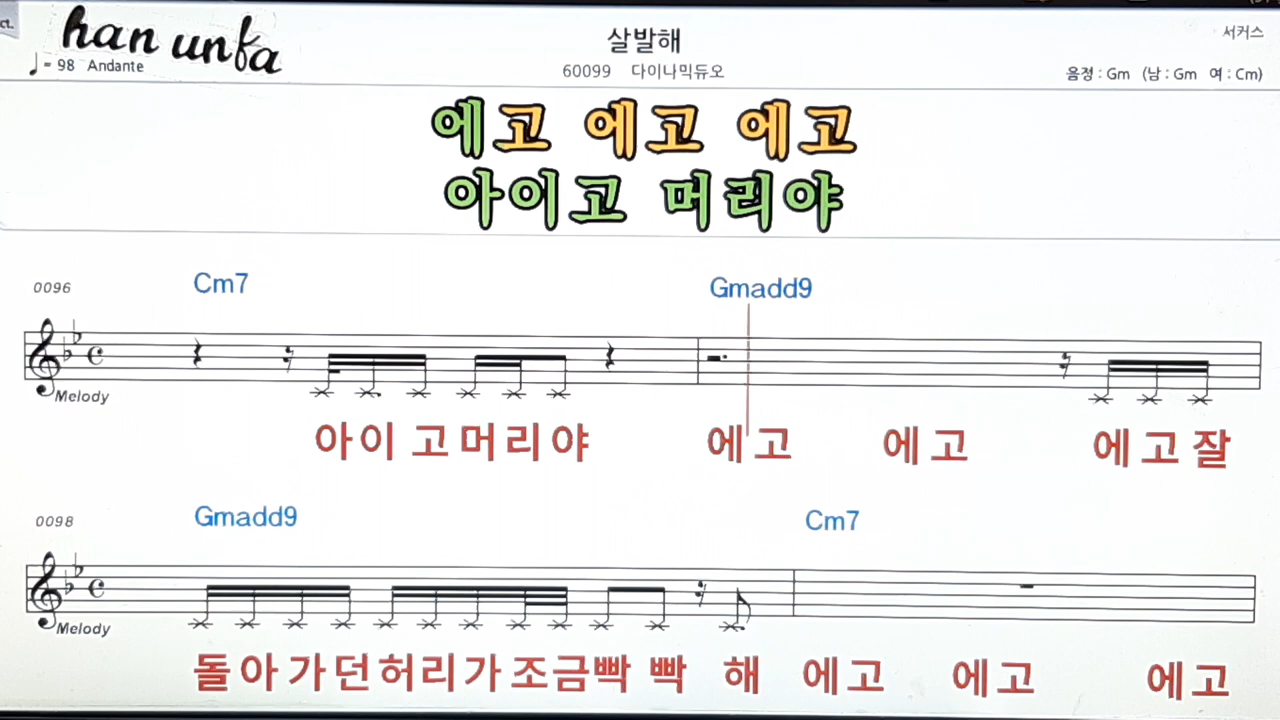 ct.
han unfa
♩= 98 Andante
살발해
60099 다이나믹듀오
서커스
음정 : Gm (남 : Gm 여 : Cm)
에고 에고 에고
아이고 머리야
0096 Cm7 Gmadd9
Melody
아이고머리야 에고 에고 에고잘
0098 Gmadd9 Cm7
Melody
돌아가던허리가조금빡빡 해 에고 에고 에고